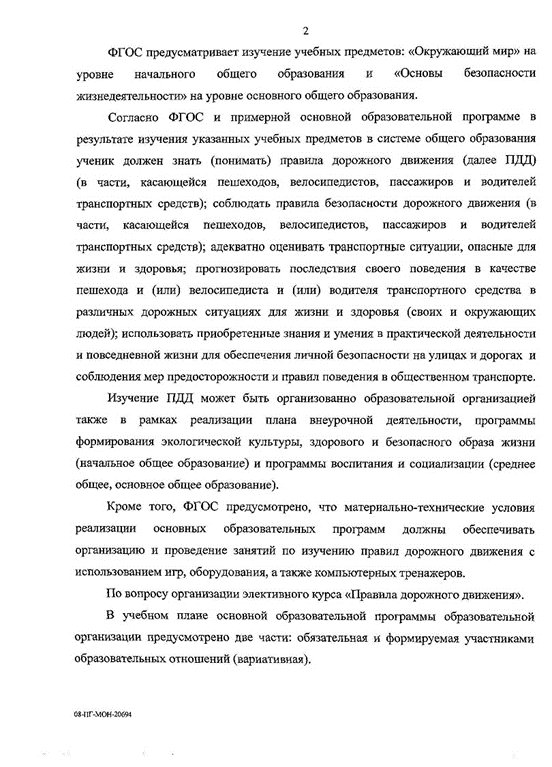 2
ФГОС предусматривает изучение учебных предметов: «Окружающий мир» на
уровне начального общего образования и «Основы безопасности
жизнедеятельности» на уровне основного общего образования.
Согласно ФГОС и примерной основной образовательной программе в
результате изучения указанных учебных предметов в системе общего образования
ученик должен знать (понимать) правила дорожного движения (далее ПДД)
(в части, касающейся пешеходов, велосипедистов, пассажиров и водителей
транспортных средств); соблюдать правила безопасности дорожного движения (в
части, касающейся пешеходов, велосипедистов, пассажиров и водителей
транспортных средств); адекватно оценивать транспортные ситуации, опасные для
жизни и здоровья; прогнозировать последствия своего поведения в качестве
пешехода и (или) велосипедиста и (или) водителя транспортного средства в
различных дорожных ситуациях для жизни и здоровья (своих и окружающих
людей); использовать приобретенные знания и умения в практической деятельности
и повседневной жизни для обеспечения личной безопасности на улицах и дорогах и
соблюдения мер предосторожности и правил поведения в общественном транспорте.
Изучение ПДД может быть организованно образовательной организацией
также в рамках реализации плана внеурочной деятельности, программы
формирования экологической культуры, здорового и безопасного образа жизни
(начальное общее образование) и программы воспитания и социализации (среднее
общее, основное общее образование).
Кроме того, ФГОС предусмотрено, что материально-технические условия
реализации основных образовательных программ должны обеспечивать
организацию и проведение занятий по изучению правил дорожного движения с
использованием игр, оборудования, а также компьютерных тренажеров.
По вопросу организации элективного курса «Правила дорожного движения».
В учебном плане основной образовательной программы образовательной
организации предусмотрено две части: обязательная и формируемая участниками
образовательных отношений (вариативная).
08-ПГ-МОН-20694